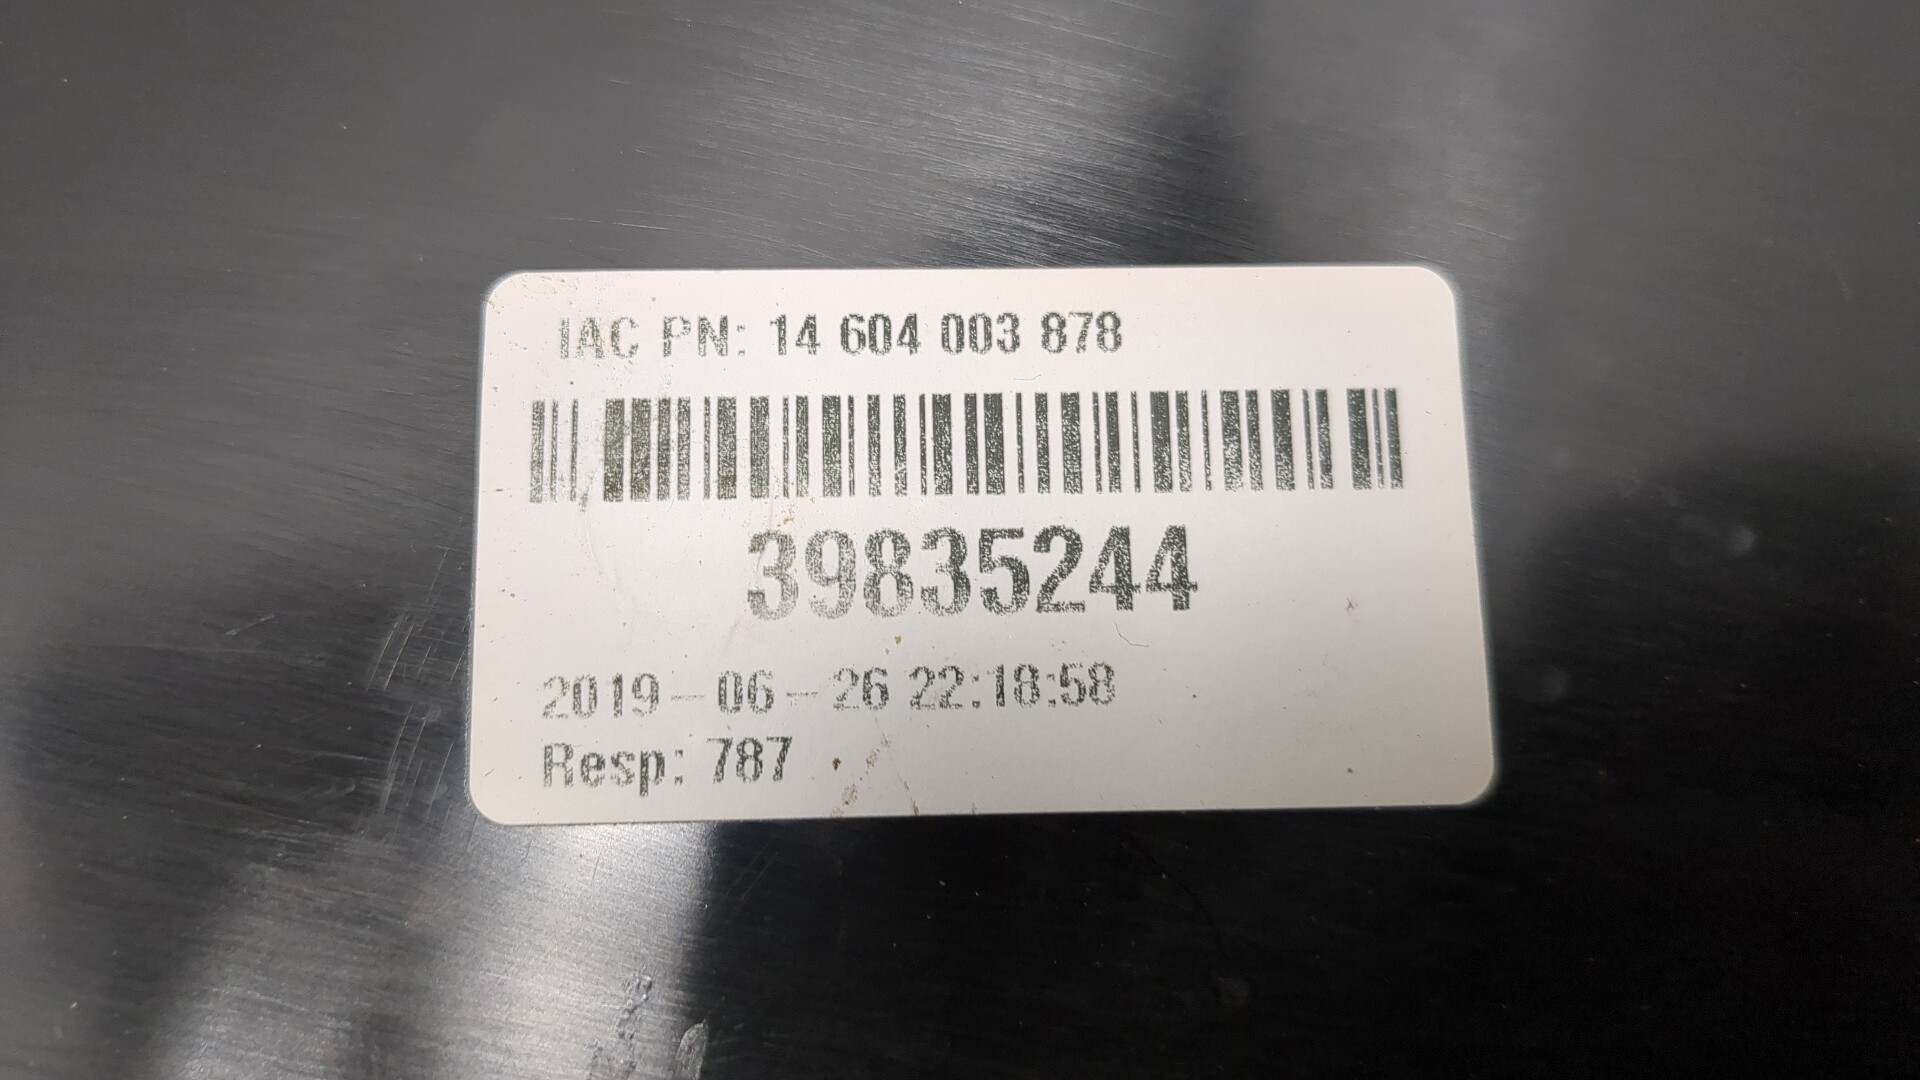 IAC PN: 14 604 003 878
39835244
2019-06-26 22:18:58
Resp: 787